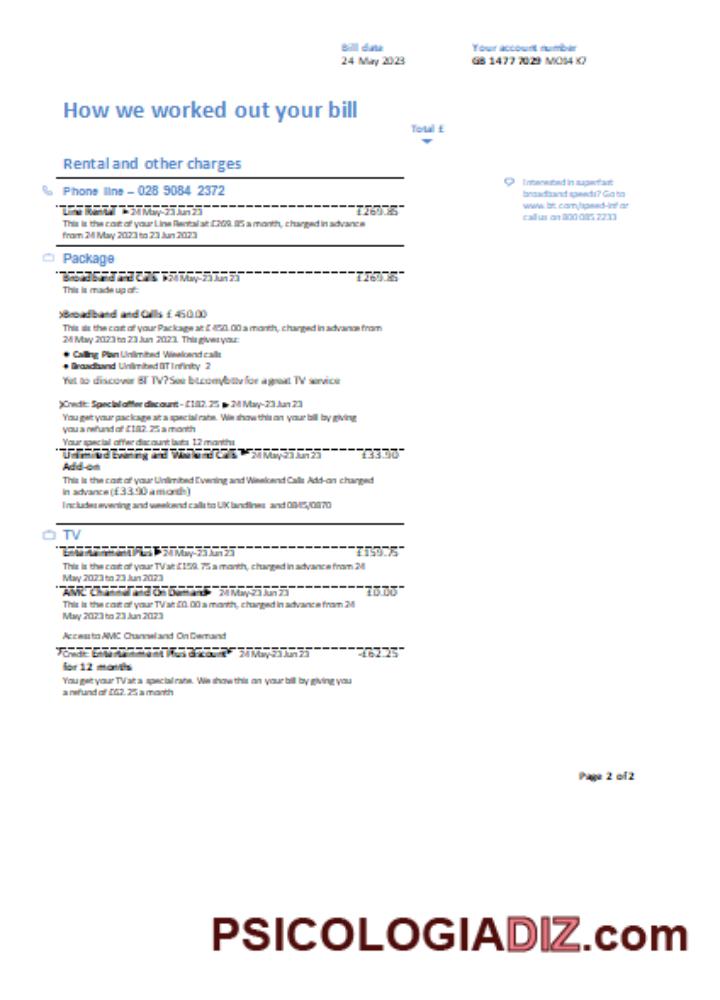 Bill date
24 May 2023
Your account number
GB 1477 7029 MO14 K7
How we worked out your bill
Total £
Rental and other charges
Phone line – 028 9084 2372
Line Rental ▶24 May-23 Jun 23 £269.85
This is the cost of your Line Rental at £269.85 a month, charged in advance
from 24 May 2023 to 23 Jun 2023
Interested in superfast
broadband speeds? Go to
www.bt.com/speed-inf or
call us on 800 085 2233
Package
Broadband and Calls ▶24 May-23 Jun 23 £269.85
This is made up of:
Broadband and Calls £450.00
This sis the cost of your Package at £450.00 a month, charged in advance from
24 May 2023 to 23 Jun 2023. This gives you:
● Calling Plan Unlimited Weekend calls
● Broadband Unlimited BT Infinity 2
Yet to discover BT TV? See bt.com/bttv for a great TV service
Credit: Special offer discount - £182.25 ▶ 24 May-23 Jun 23
You get your package at a special rate. We show this on your bill by giving
you a refund of £182.25 a month
Your special offer discount lasts 12 months
Unlimited Evening and Weekend Calls ▶ 24 May-23 Jun 23 £33.90
Add-on
This is the cost of your Unlimited Evening and Weekend Calls Add-on charged
in advance (£33.90 a month)
Includes evening and weekend calls to UK landlines and 0845/0870
TV
Entertainment Plus ▶24 May-23 Jun 23 £159.75
This is the cost of your TV at £159.75 a month, charged in advance from 24
May 2023 to 23 Jun 2023
AMC Channel and On Demand▶ 24 May-23 Jun 23 £0.00
This is the cost of your TV at £0.00 a month, charged in advance from 24
May 2023 to 23 Jun 2023
Access to AMC Channel and On Demand
Credit: Entertainment Plus discount▶ 24 May-23 Jun 23 -£62.25
for 12 months
You get your TV at a special rate. We show this on your bill by giving you
a refund of £62.25 a month
Page 2 of 2
PSICOLOGIADIZ.com